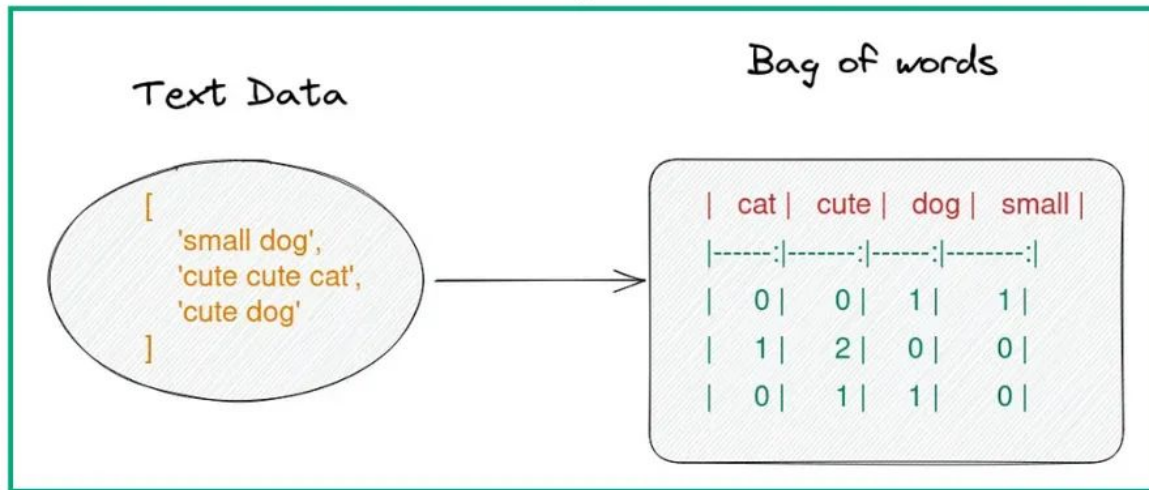 Text Data
[
'small dog',
'cute cute cat',
'cute dog'
]
Bag of words
| cat | cute | dog | small |
|------:|-------:|------:|--------:|
| 0 | 0 | 1 | 1 |
| 1 | 2 | 0 | 0 |
| 0 | 1 | 1 | 0 |